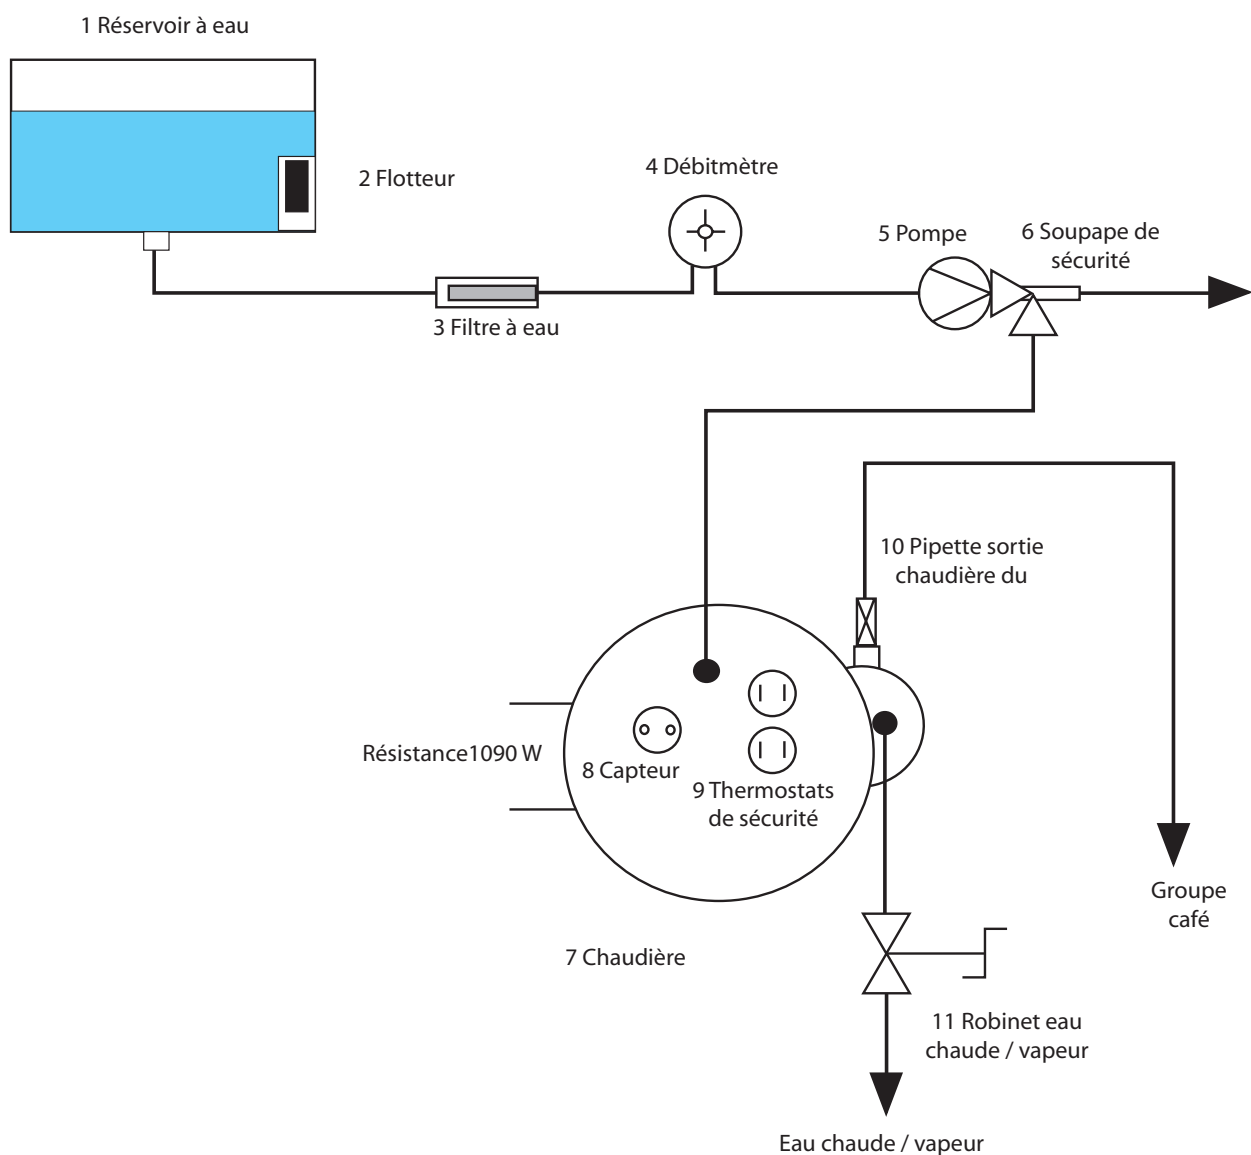 1 Réservoir à eau
2 Flotteur
4 Débitmètre
5 Pompe
6 Soupape de
sécurité
3 Filtre à eau
10 Pipette sortie
chaudière du
Résistance1090 W
8 Capteur
9 Thermostats
de sécurité
Groupe
café
7 Chaudière
11 Robinet eau
chaude / vapeur
Eau chaude / vapeur